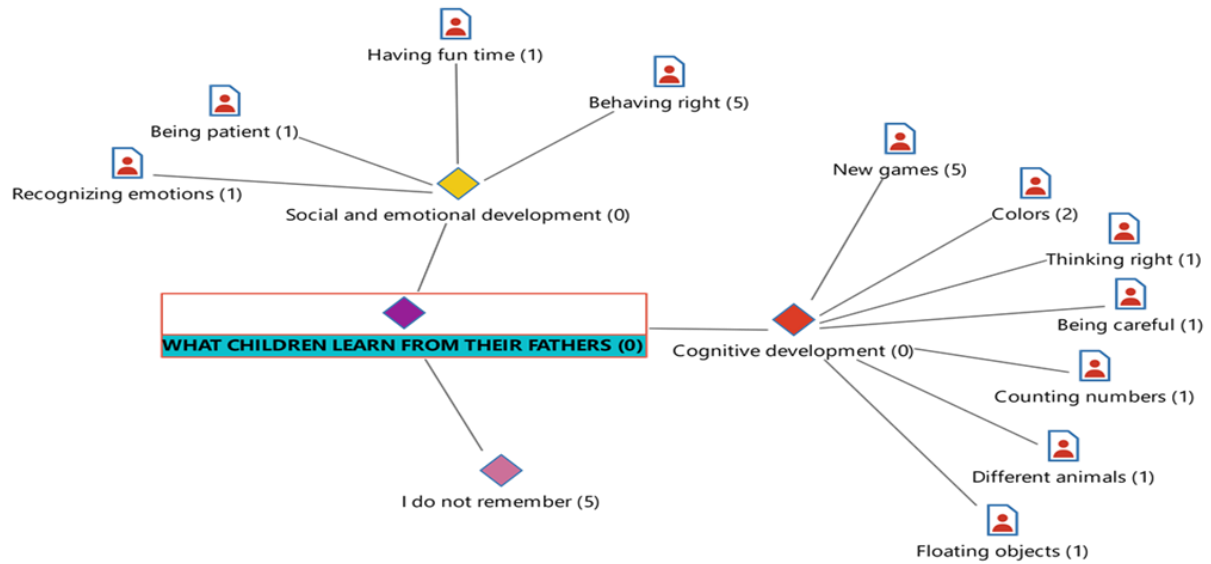 Having fun time (1)
Behaving right (5)
Being patient (1)
Recognizing emotions (1)
Social and emotional development (0)
New games (5)
Colors (2)
Thinking right (1)
Being careful (1)
WHAT CHILDREN LEARN FROM THEIR FATHERS (0)
Cognitive development (0)
Counting numbers (1)
Different animals (1)
I do not remember (5)
Floating objects (1)